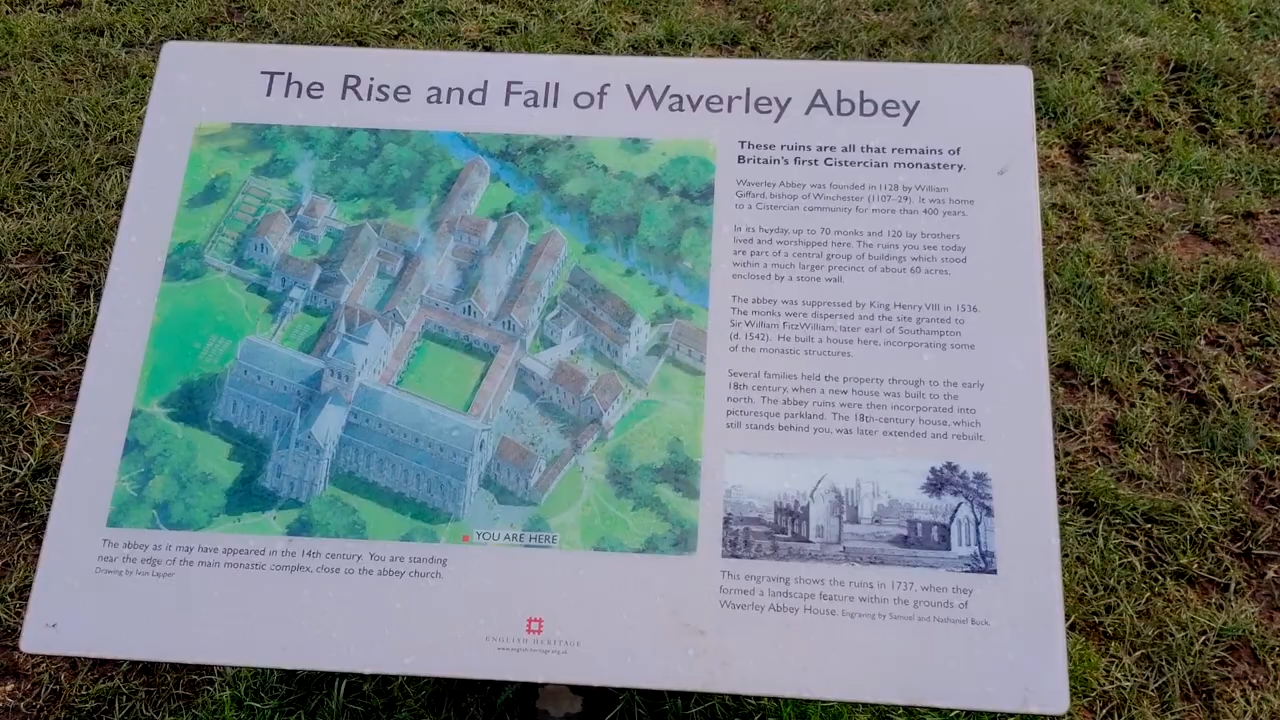 The Rise and Fall of Waverley Abbey
These ruins are all that remains of
Britain's first Cistercian monastery.
Waverley Abbey was founded in 1128 by William
Giffard, bishop of Winchester (1107–29). It was home
to a Cistercian community for more than 400 years.
In its heyday, up to 70 monks and 120 lay brothers
lived and worshipped here. The ruins you see today
are part of a central group of buildings which stood
within a much larger precinct of about 60 acres,
enclosed by a stone wall.
The abbey was suppressed by King Henry VIII in 1536.
The monks were dispersed and the site granted to
Sir William FitzWilliam, later earl of Southampton
(d. 1542). He built a house here, incorporating some
of the monastic structures.
Several families held the property through to the early
18th century, when a new house was built to the
north. The abbey ruins were then incorporated into
picturesque parkland. The 18th-century house, which
still stands behind you, was later extended and rebuilt.
YOU ARE HERE
The abbey as it may have appeared in the 14th century. You are standing
near the edge of the main monastic complex, close to the abbey church.
Drawing by Ivan Lapper
This engraving shows the ruins in 1737, when they
formed a landscape feature within the grounds of
Waverley Abbey House. Engraving by Samuel and Nathaniel Buck.
ENGLISH HERITAGE
www.english-heritage.org.uk